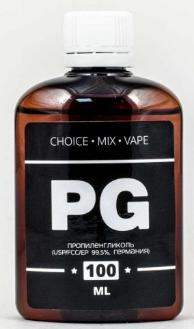 CHOICE • MIX • VAPE
PG
ПРОПИЛЕНГЛИКОЛЬ
(USP/FCC/EP 99.5%, ГЕРМАНИЯ)
100
ML